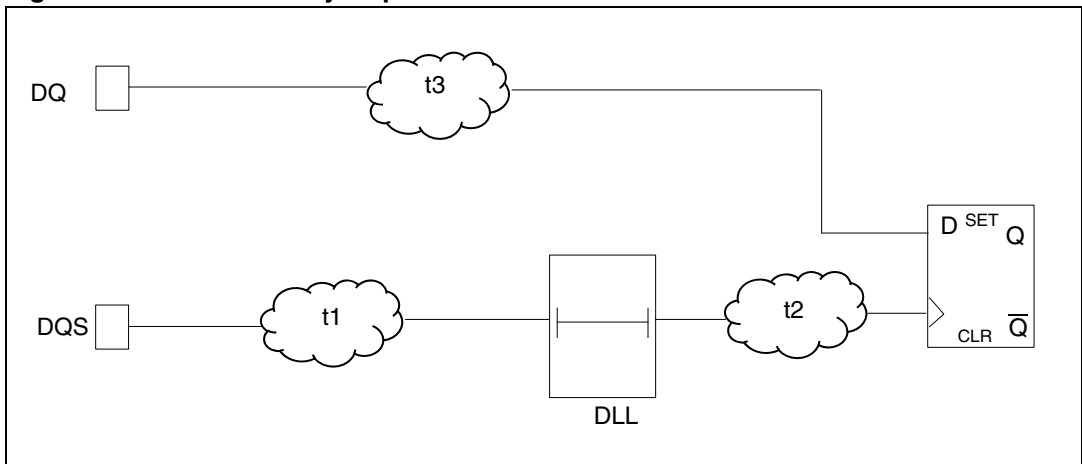 DQ
t3
D SET Q
DQS
t1
t2
CLR Q̅
DLL